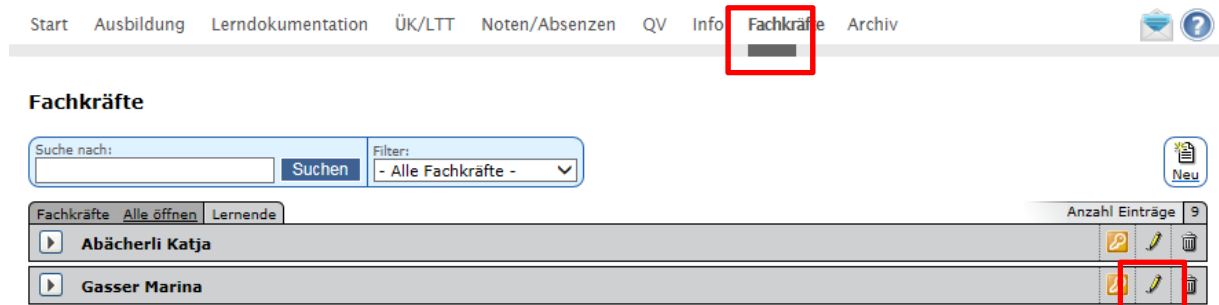 Start Ausbildung Lerndokumentation ÜK/LTT Noten/Absenzen QV Info Fachkräfte Archiv
Fachkräfte
Suche nach: Filter:
Suchen - Alle Fachkräfte - Neu
Fachkräfte Alle öffnen Lernende Anzahl Einträge 9
Abächerli Katja
Gasser Marina